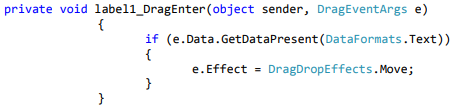 private void label1_DragEnter(object sender, DragEventArgs e)
{
if (e.Data.GetDataPresent(DataFormats.Text))
{
e.Effect = DragDropEffects.Move;
}
}